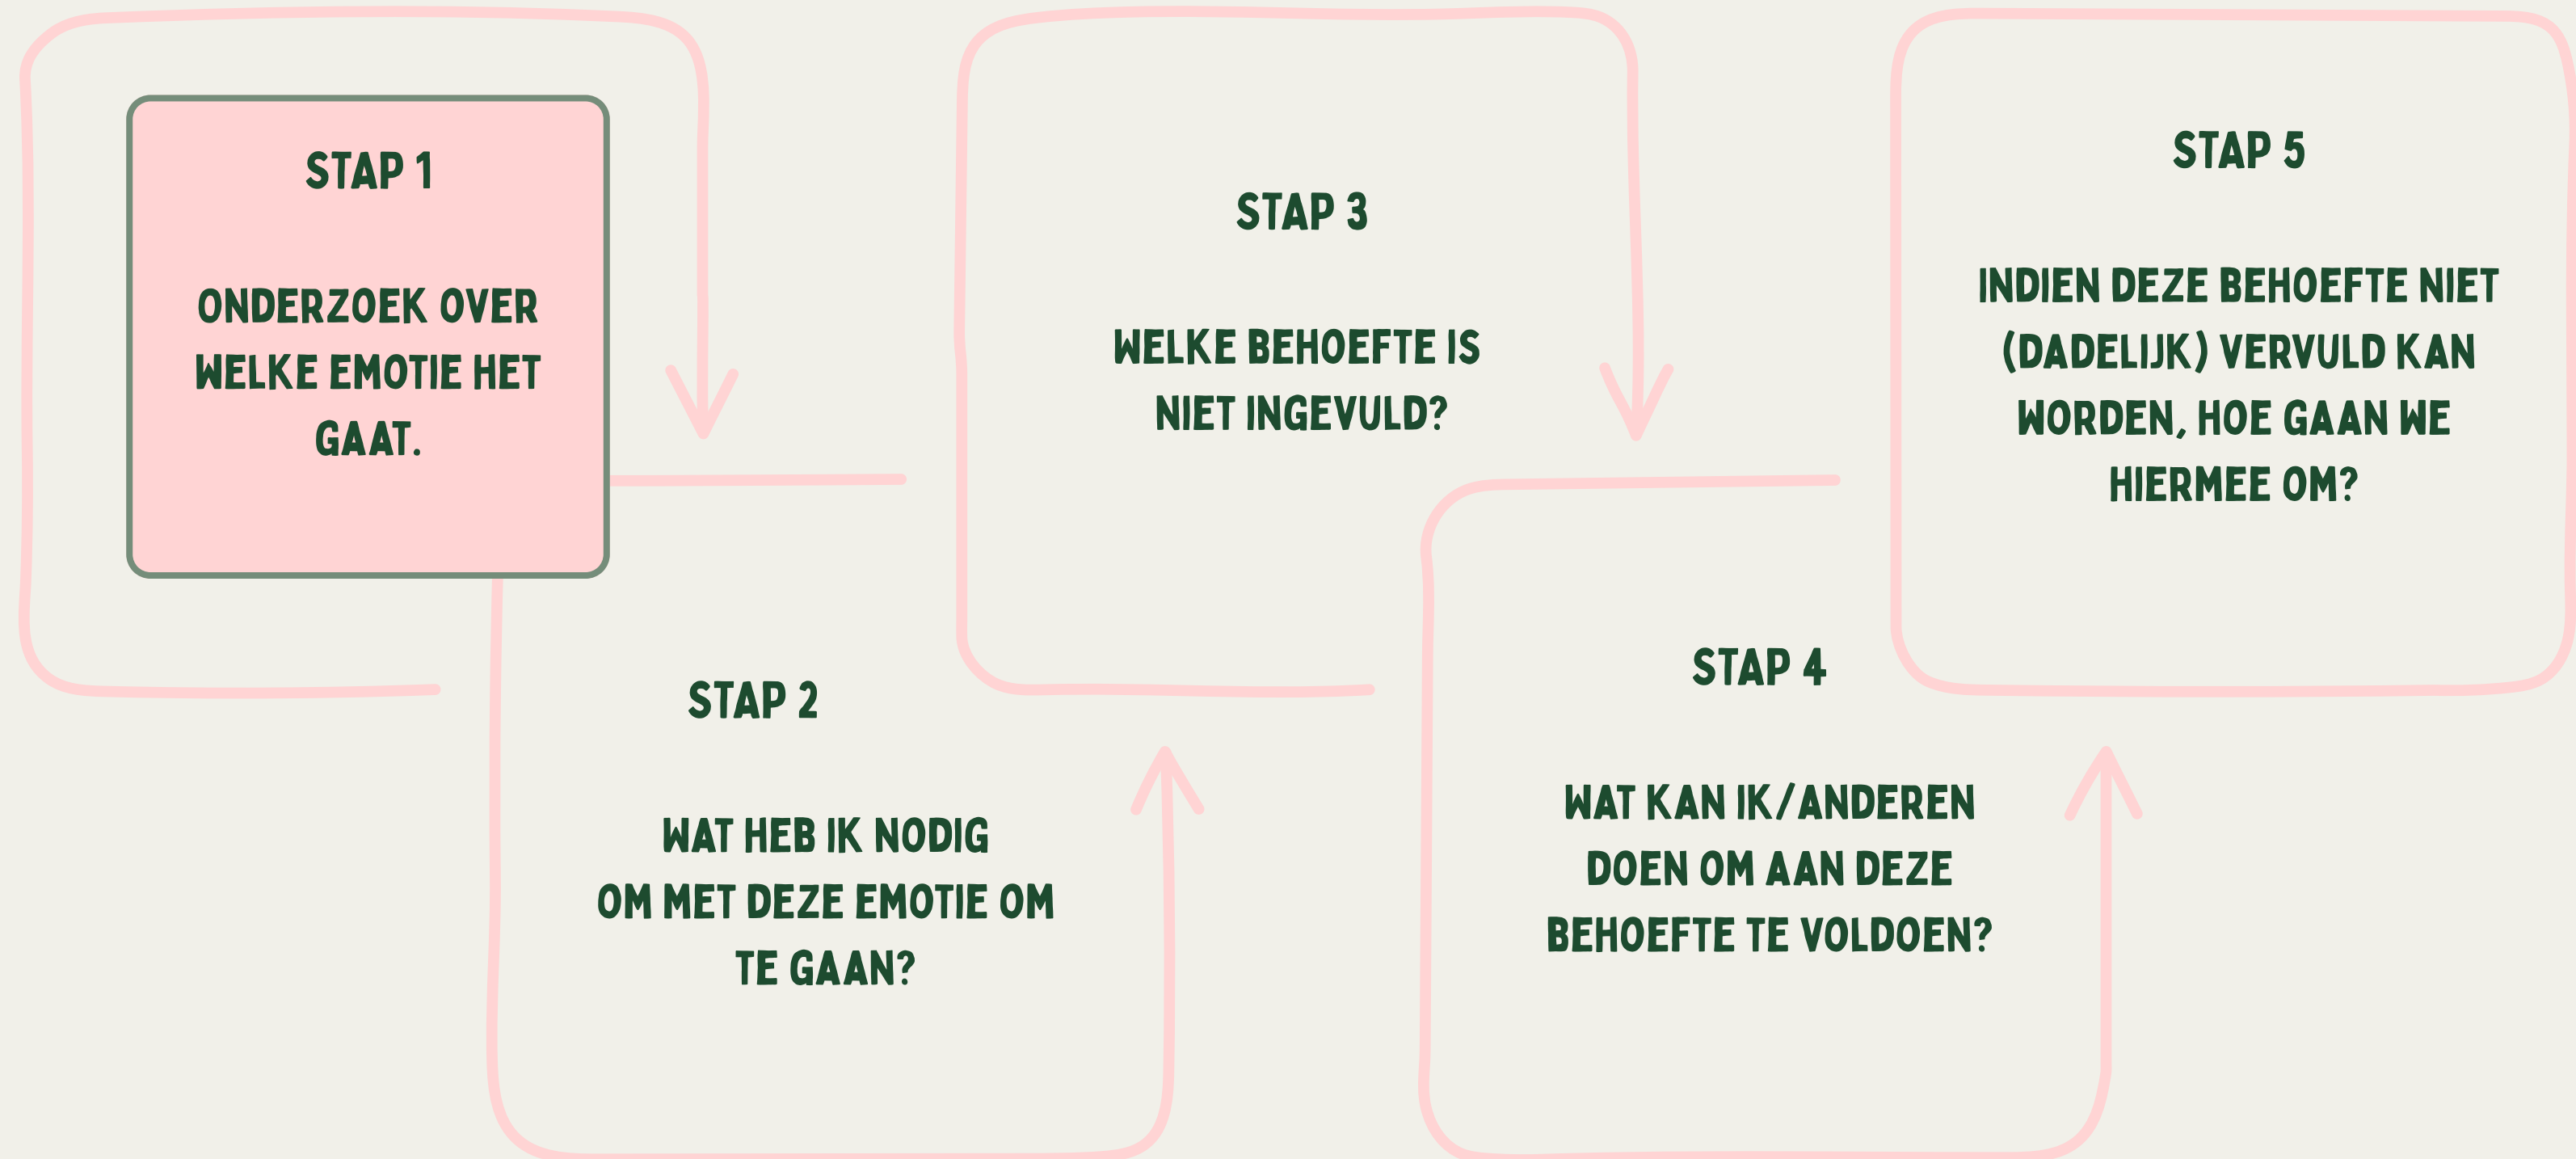 STAP 1
ONDERZOEK OVER
WELKE EMOTIE HET
GAAT.
STAP 2
WAT HEB IK NODIG
OM MET DEZE EMOTIE OM
TE GAAN?
STAP 3
WELKE BEHOEFTE IS
NIET INGEVULD?
STAP 4
WAT KAN IK/ANDEREN
DOEN OM AAN DEZE
BEHOEFTE TE VOLDOEN?
STAP 5
INDIEN DEZE BEHOEFTE NIET
(DADELIJK) VERVULD KAN
WORDEN, HOE GAAN WE
HIERMEE OM?